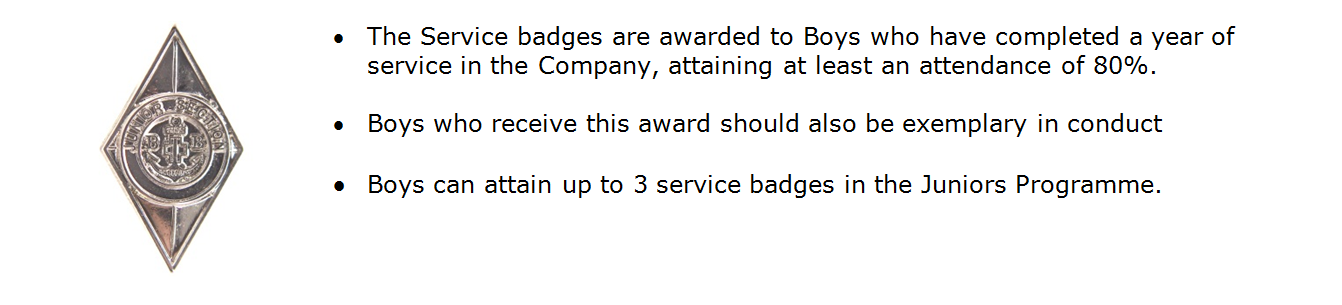 JUNIOR SECTION
B B
• The Service badges are awarded to Boys who have completed a year of
service in the Company, attaining at least an attendance of 80%.
• Boys who receive this award should also be exemplary in conduct
• Boys can attain up to 3 service badges in the Juniors Programme.